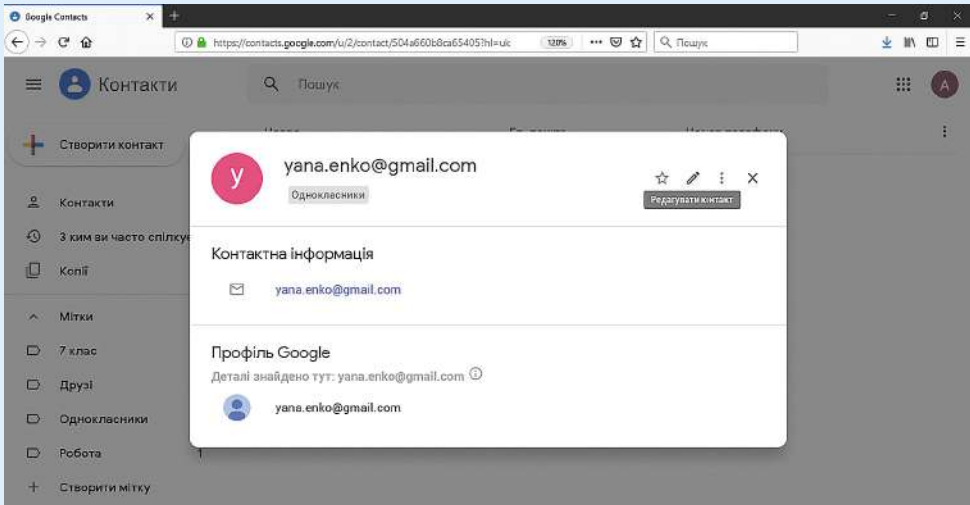 Google Contacts
https://contacts.google.com/u/2/contact/504a660b8ca65405?hl=uk
120%
Пошук
Контакти
Пошук
A
Створити контакт
Контакти
З ким ви часто спілкує
Копії
Мітки
7 клас
Друзі
Однокласники
Робота 1
Створити мітку
y
yana.enko@gmail.com
Однокласники
Редагувати контакт
Контактна інформація
yana.enko@gmail.com
Профіль Google
Деталі знайдено тут: yana.enko@gmail.com
yana.enko@gmail.com